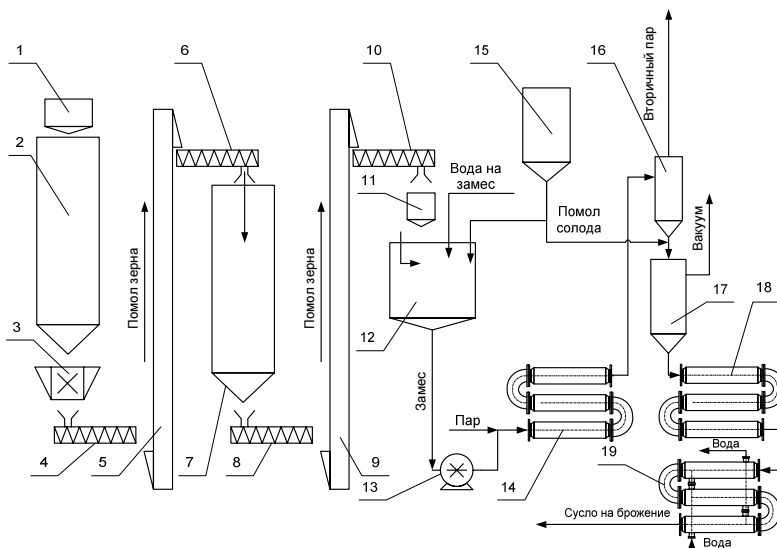 1
2
3
4
5
Помол зерна
6
7
8
Помол зерна
9
10
11
12
Вода на
замес
Замес
13
Пар
14
15
Помол
солода
16
Вторичный пар
Вакуум
17
18
19
Вода
Сусло на брожение
Вода